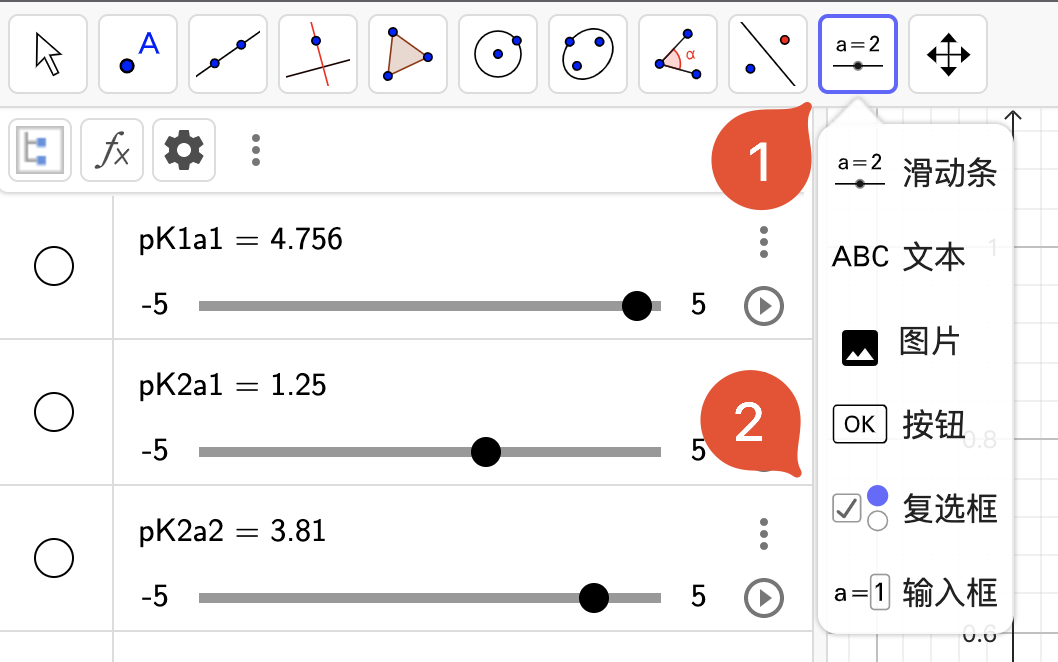 A
α
a=2
fx
1
a=2 滑动条
pK1a1 = 4.756
1
ABC 文本
-5 5
图片
pK2a1 = 1.25
2
OK 按钮
0.8
-5 5
复选框
pK2a2 = 3.81
a=1 输入框
-5 5
0.6